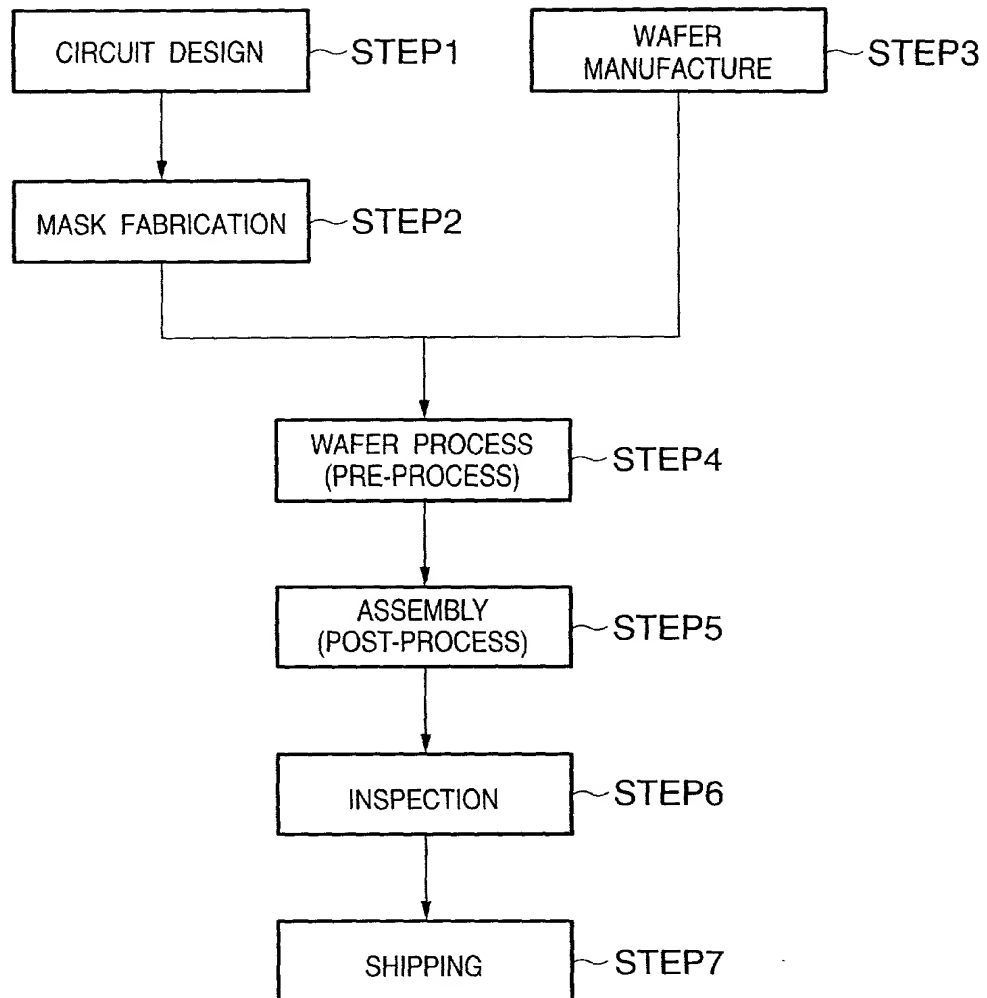 CIRCUIT DESIGN
STEP1
WAFER
MANUFACTURE
STEP3
MASK FABRICATION
STEP2
WAFER PROCESS
(PRE-PROCESS)
STEP4
ASSEMBLY
(POST-PROCESS)
STEP5
INSPECTION
STEP6
SHIPPING
STEP7